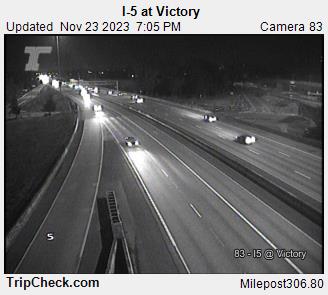 I-5 at Victory
Updated Nov 23 2023 7:05 PM Camera 83
S
83 - I5 @ Victory
TripCheck.com Milepost306.80